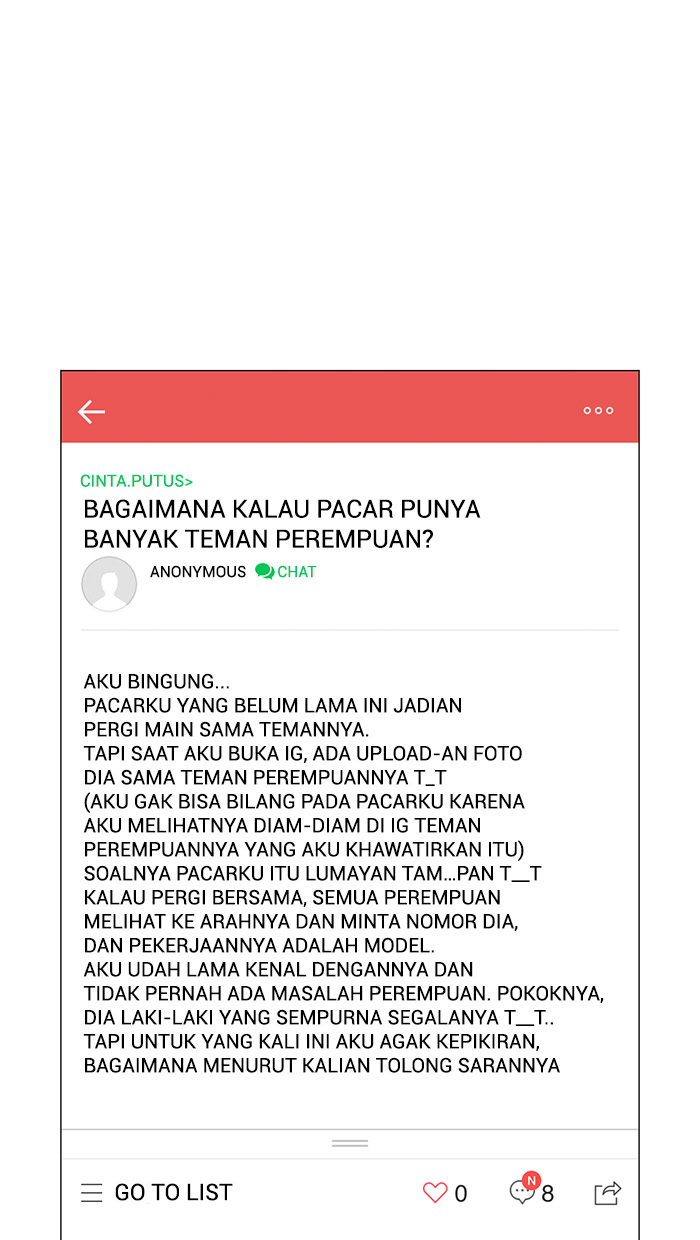 CINTA.PUTUS>
BAGAIMANA KALAU PACAR PUNYA
BANYAK TEMAN PEREMPUAN?
ANONYMOUS CHAT
AKU BINGUNG...
PACARKU YANG BELUM LAMA INI JADIAN
PERGI MAIN SAMA TEMANNYA.
TAPI SAAT AKU BUKA IG, ADA UPLOAD-AN FOTO
DIA SAMA TEMAN PEREMPUANNYA T_T
(AKU GAK BISA BILANG PADA PACARKU KARENA
AKU MELIHATNYA DIAM-DIAM DI IG TEMAN
PEREMPUANNYA YANG AKU KHAWATIRKAN ITU)
SOALNYA PACARKU ITU LUMAYAN TAM...PAN T__T
KALAU PERGI BERSAMA, SEMUA PEREMPUAN
MELIHAT KE ARAHNYA DAN MINTA NOMOR DIA,
DAN PEKERJAANNYA ADALAH MODEL.
AKU UDAH LAMA KENAL DENGANNYA DAN
TIDAK PERNAH ADA MASALAH PEREMPUAN. POKOKNYA,
DIA LAKI-LAKI YANG SEMPURNA SEGALANYA T__T..
TAPI UNTUK YANG KALI INI AKU AGAK KEPIKIRAN,
BAGAIMANA MENURUT KALIAN TOLONG SARANNYA
GO TO LIST 0 N 8